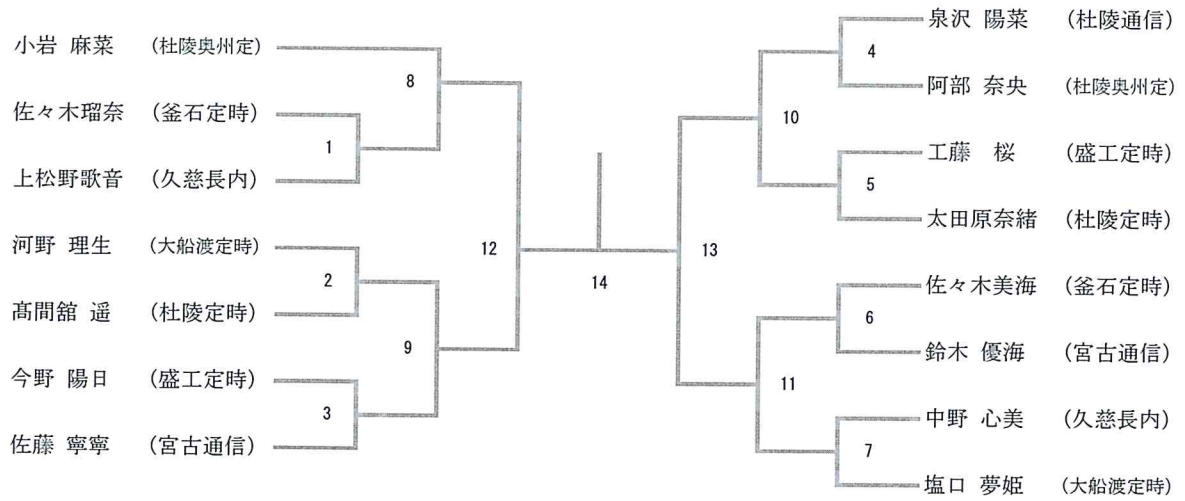 小岩 麻菜 (杜陵奥州定)
佐々木瑠奈 (釜石定時)
上松野歌音 (久慈長内)
河野 理生 (大船渡定時)
髙間舘 遥 (杜陵定時)
今野 陽日 (盛工定時)
佐藤 寧寧 (宮古通信)
8
1
2
9
3
12
14
13
10
4
5
6
11
7
泉沢 陽菜 (杜陵通信)
阿部 奈央 (杜陵奥州定)
工藤 桜 (盛工定時)
太田原奈緒 (杜陵定時)
佐々木美海 (釜石定時)
鈴木 優海 (宮古通信)
中野 心美 (久慈長内)
塩口 夢姫 (大船渡定時)